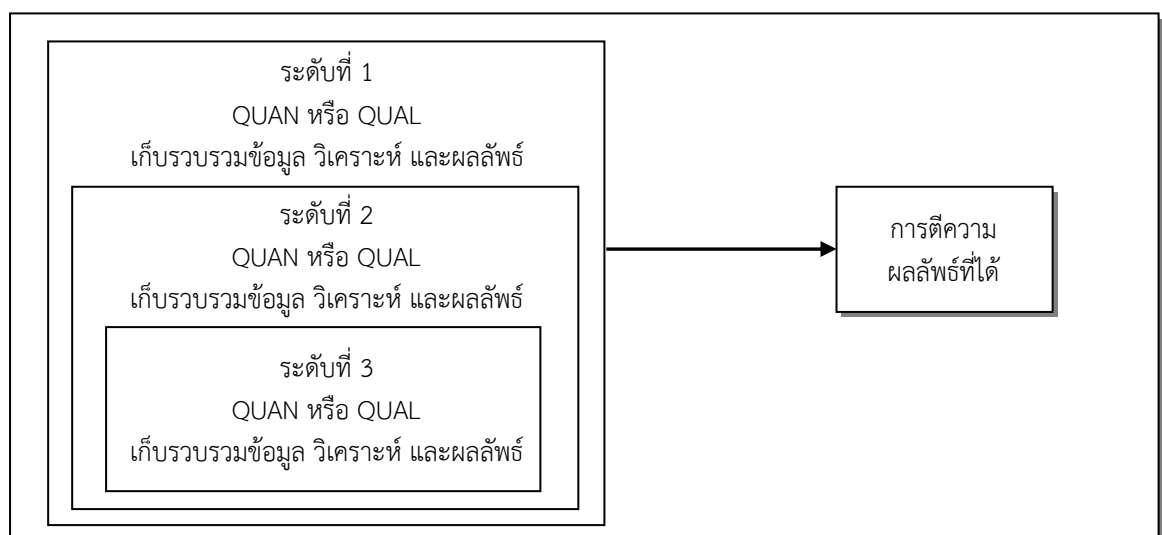 ระดับที่ 1
QUAN หรือ QUAL
เก็บรวบรวมข้อมูล วิเคราะห์ และผลลัพธ์
ระดับที่ 2
QUAN หรือ QUAL
เก็บรวบรวมข้อมูล วิเคราะห์ และผลลัพธ์
ระดับที่ 3
QUAN หรือ QUAL
เก็บรวบรวมข้อมูล วิเคราะห์ และผลลัพธ์
การตีความ
ผลลัพธ์ที่ได้